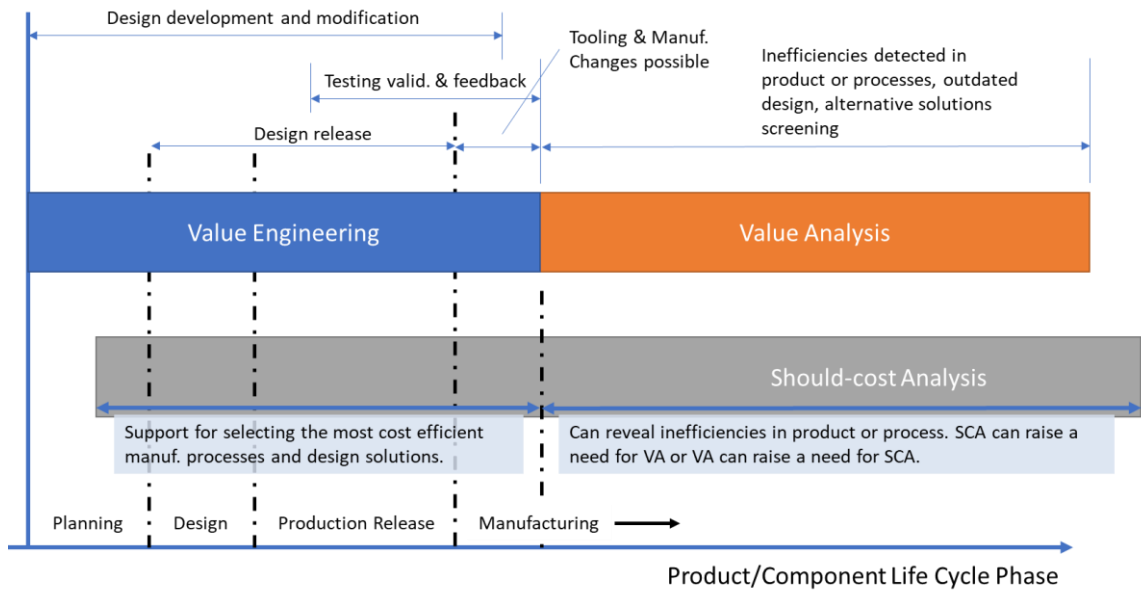 Design development and modification
Tooling & Manuf.
Changes possible
Inefficiencies detected in
product or processes, outdated
design, alternative solutions
screening
Testing valid. & feedback
Design release
Value Engineering
Value Analysis
Should-cost Analysis
Support for selecting the most cost efficient
manuf. processes and design solutions.
Can reveal inefficiencies in product or process. SCA can raise a
need for VA or VA can raise a need for SCA.
Planning
Design
Production Release
Manufacturing
Product/Component Life Cycle Phase